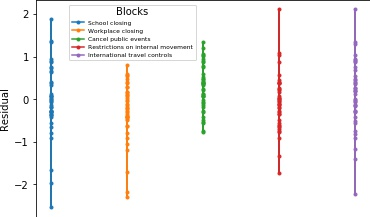 Blocks
School closing
Workplace closing
Cancel public events
Restrictions on internal movement
International travel controls
Residual
2
1
0
−1
−2